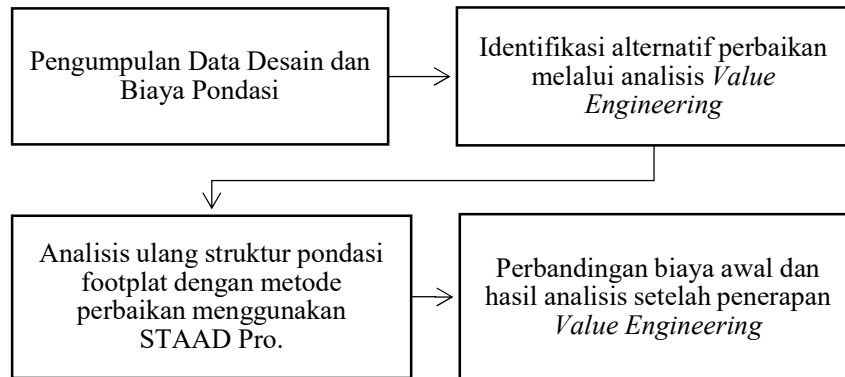 Pengumpulan Data Desain dan
Biaya Pondasi
Identifikasi alternatif perbaikan
melalui analisis Value
Engineering
Analisis ulang struktur pondasi
footplat dengan metode
perbaikan menggunakan
STAAD Pro.
Perbandingan biaya awal dan
hasil analisis setelah penerapan
Value Engineering